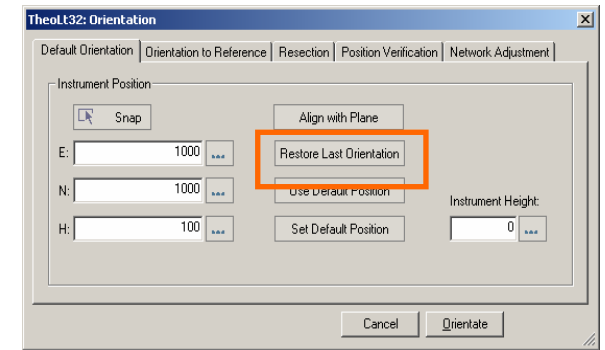 TheoLt32: Orientation
Default Orientation Orientation to Reference Resection Position Verification Network Adjustment
Instrument Position
Snap Align with Plane
E: 1000 ... Restore Last Orientation
N: 1000 ... Use Default Position
Instrument Height:
H: 100 ... Set Default Position 0 ...
Cancel Orientate